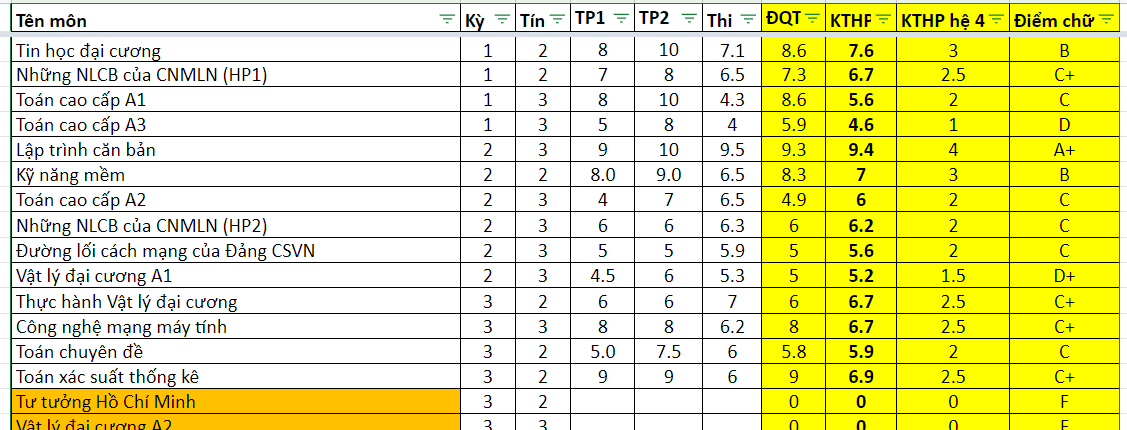 Tên môn Kỳ Tín TP1 TP2 Thi ĐQT KTHP KTHP hệ 4 Điểm chữ
Tin học đại cương 1 2 8 10 7.1 8.6 7.6 3 B
Những NLCB của CNMLN (HP1) 1 2 7 8 6.5 7.3 6.7 2.5 C+
Toán cao cấp A1 1 3 8 10 4.3 8.6 5.6 2 C
Toán cao cấp A3 1 3 5 8 4 5.9 4.6 1 D
Lập trình căn bản 2 3 9 10 9.5 9.3 9.4 4 A+
Kỹ năng mềm 2 2 8.0 9.0 6.5 8.3 7 3 B
Toán cao cấp A2 2 3 4 7 6.5 4.9 6 2 C
Những NLCB của CNMLN (HP2) 2 3 6 6 6.3 6 6.2 2 C
Đường lối cách mạng của Đảng CSVN 2 3 5 5 5.9 5 5.6 2 C
Vật lý đại cương A1 2 3 4.5 6 5.3 5 5.2 1.5 D+
Thực hành Vật lý đại cương 3 2 6 6 7 6 6.7 2.5 C+
Công nghệ mạng máy tính 3 3 8 8 6.2 8 6.7 2.5 C+
Toán chuyên đề 3 2 5.0 7.5 6 5.8 5.9 2 C
Toán xác suất thống kê 3 2 9 9 6 9 6.9 2.5 C+
Tư tưởng Hồ Chí Minh 3 2 0 0 0 F
Vật lý đại cương A2 3 3 0 0 0 F